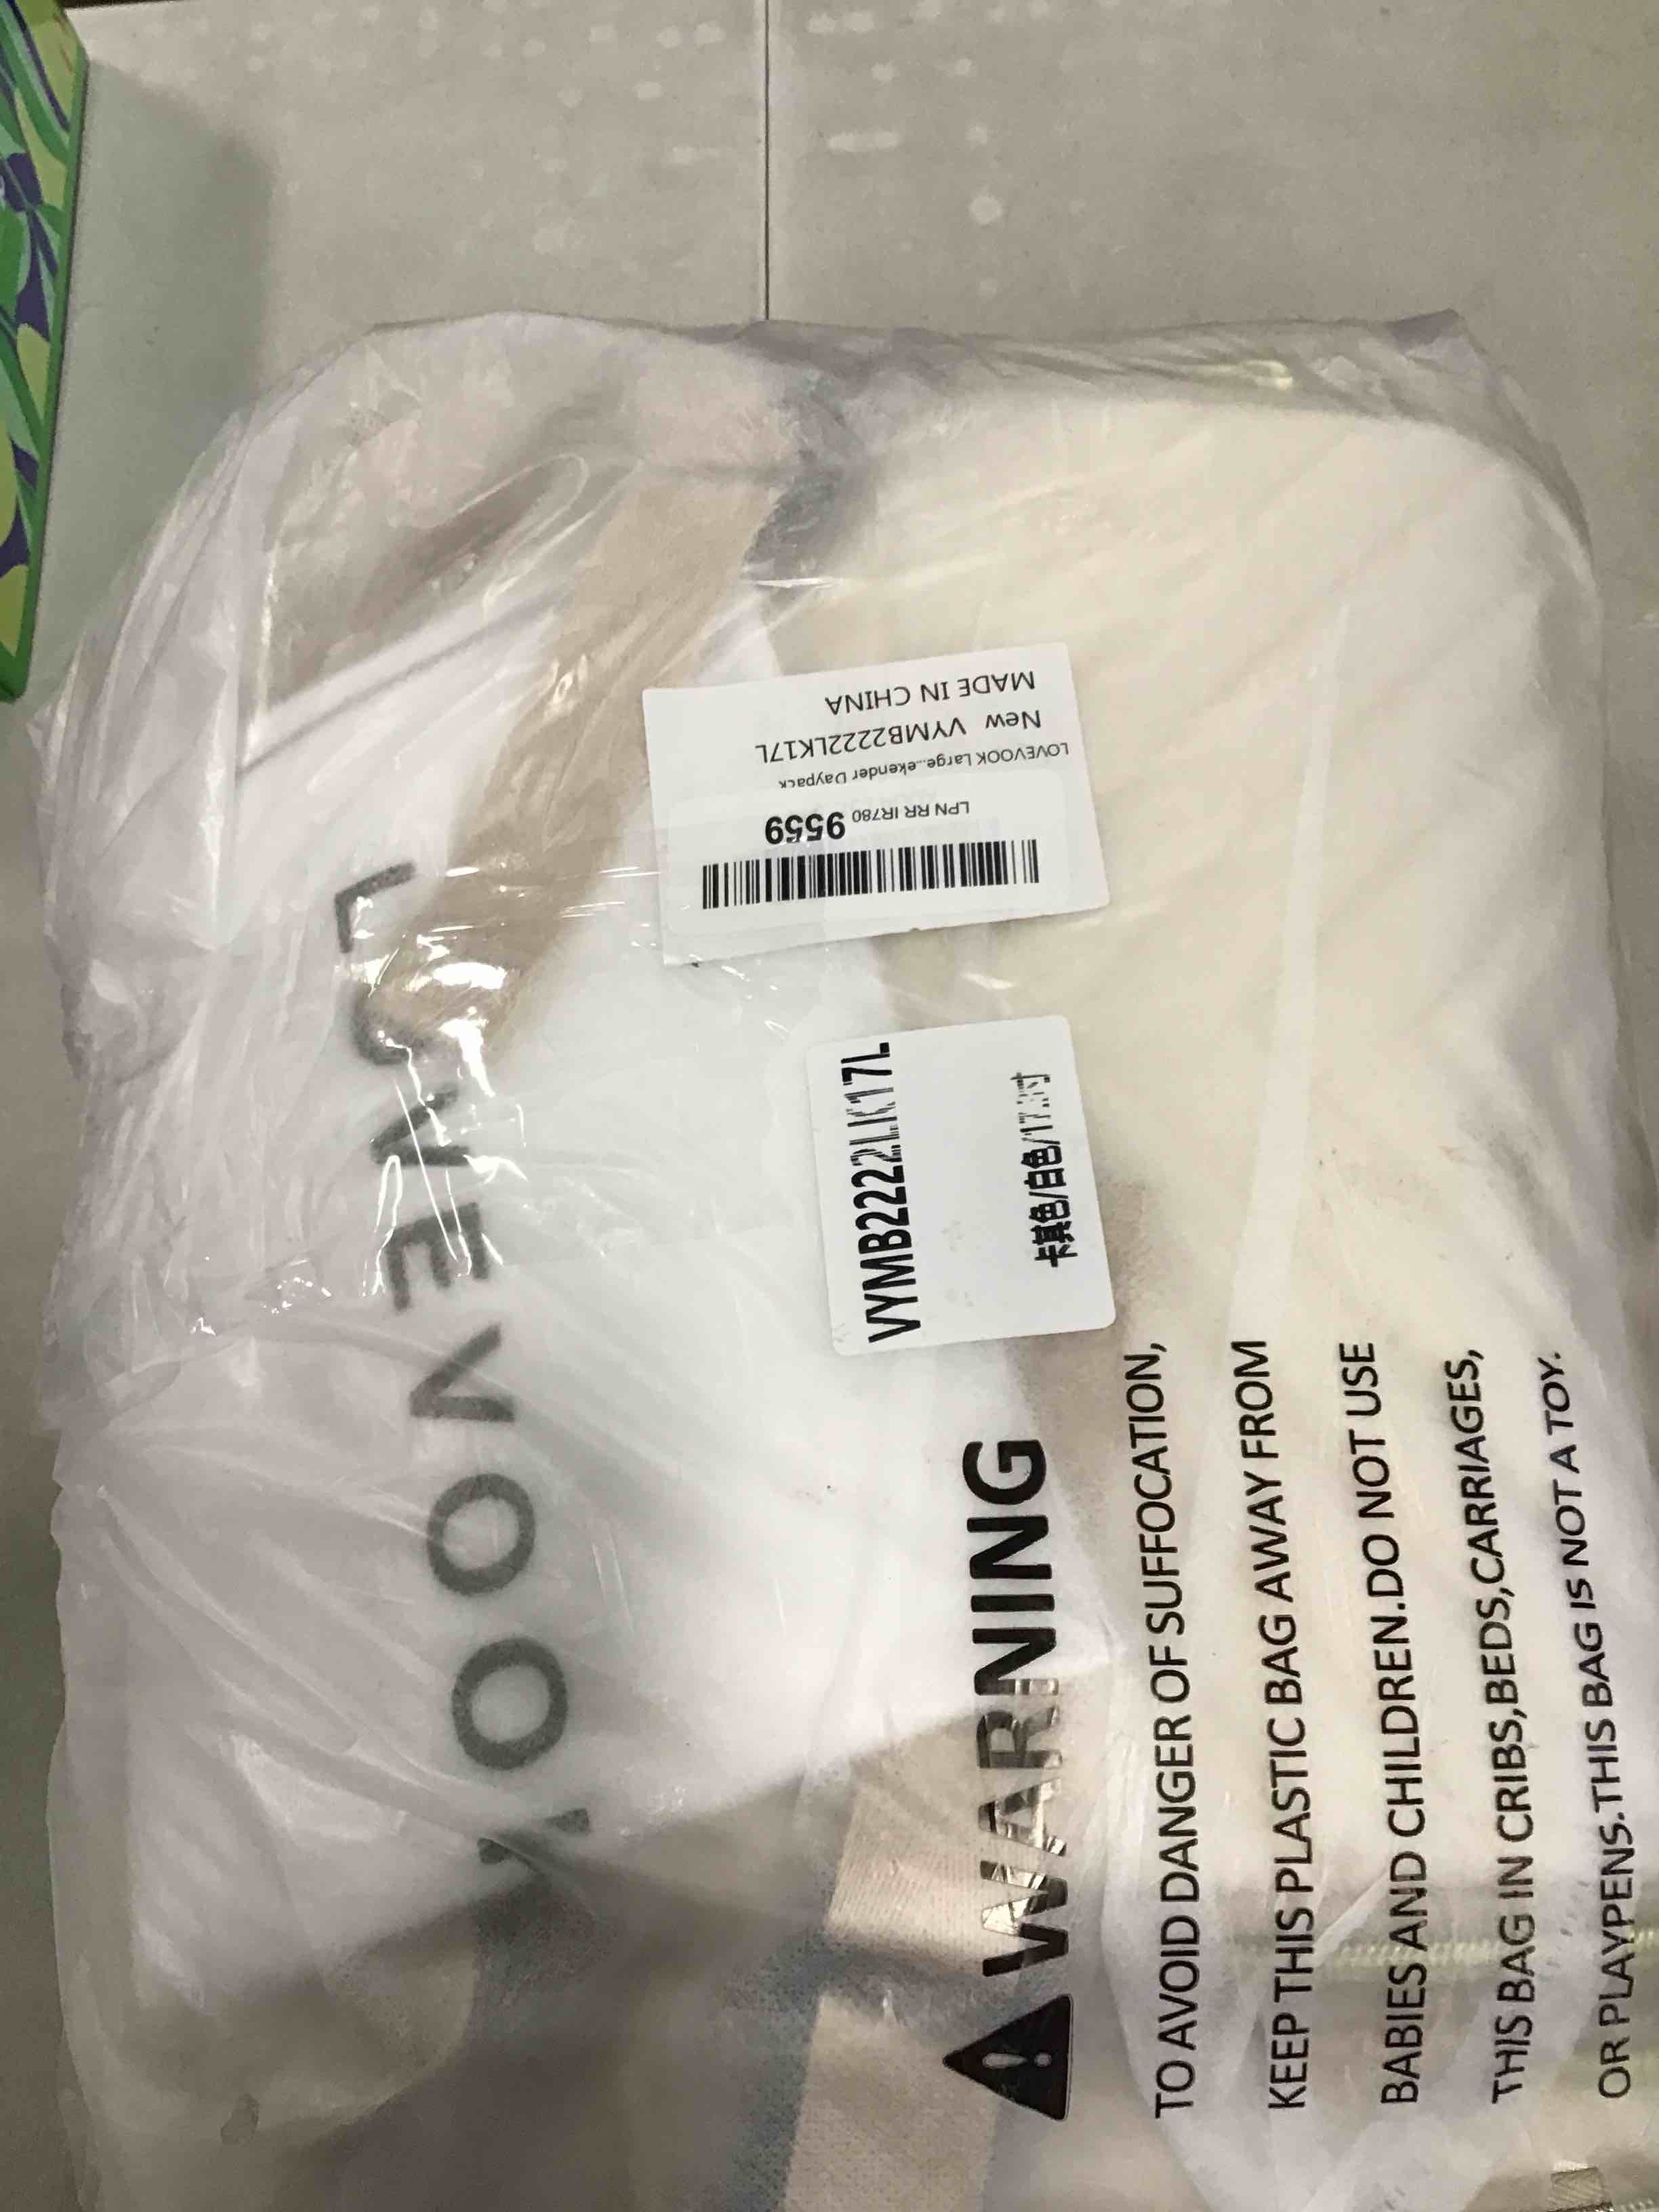 LOVEVOOK
LPN RR IR780 9559
LOVEVOOK Large...ekender Daypack
New VYMB2222LK17L
MADE IN CHINA
VYMB2222LK17L
卡其色/白色/17.3寸
WARNING
TO AVOID DANGER OF SUFFOCATION,
KEEP THIS PLASTIC BAG AWAY FROM
BABIES AND CHILDREN.DO NOT USE
THIS BAG IN CRIBS,BEDS,CARRIAGES,
OR PLAYPENS.THIS BAG IS NOT A TOY.